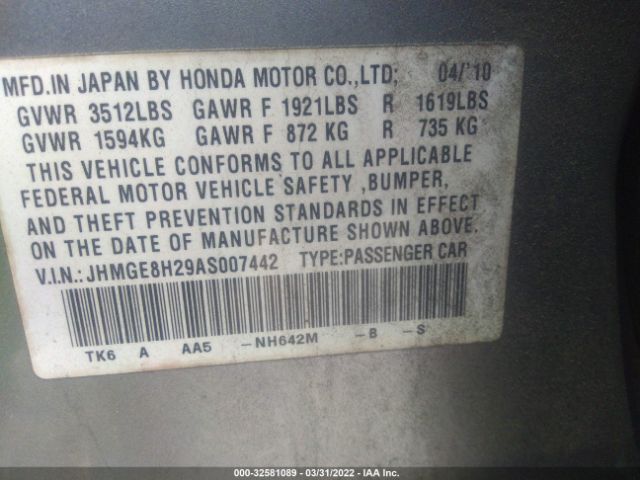 MFD.IN JAPAN BY HONDA MOTOR CO.,LTD; 04/'10
GVWR 3512LBS GAWR F 1921LBS R 1619LBS
GVWR 1594KG GAWR F 872 KG R 735 KG
THIS VEHICLE CONFORMS TO ALL APPLICABLE
FEDERAL MOTOR VEHICLE SAFETY ,BUMPER,
AND THEFT PREVENTION STANDARDS IN EFFECT
ON THE DATE OF MANUFACTURE SHOWN ABOVE.
V.I.N.:JHMGE8H29AS007442 TYPE:PASSENGER CAR
TK6 A AA5 -NH642M -B -S
000-32581089 - 03/31/2022 - IAA Inc.